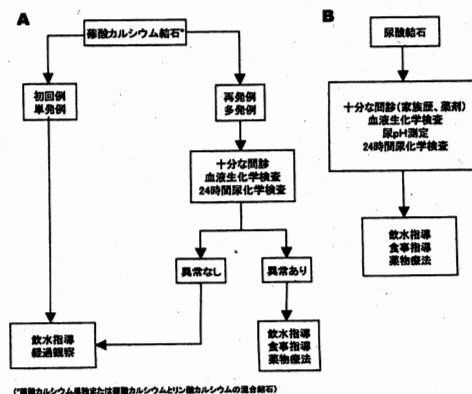 A
蓚酸カルシウム結石*
初回例
単発例
再発例
多発例
十分な問診
血液生化学検査
24時間尿化学検査
異常なし
異常あり
飲水指導
経過観察
飲水指導
食事指導
薬物療法
(*蓚酸カルシウム単独または蓚酸カルシウムとリン酸カルシウムの混合結石)
B
尿酸結石
十分な問診(家族歴、薬剤)
血液生化学検査
尿pH測定
24時間尿化学検査
飲水指導
食事指導
薬物療法